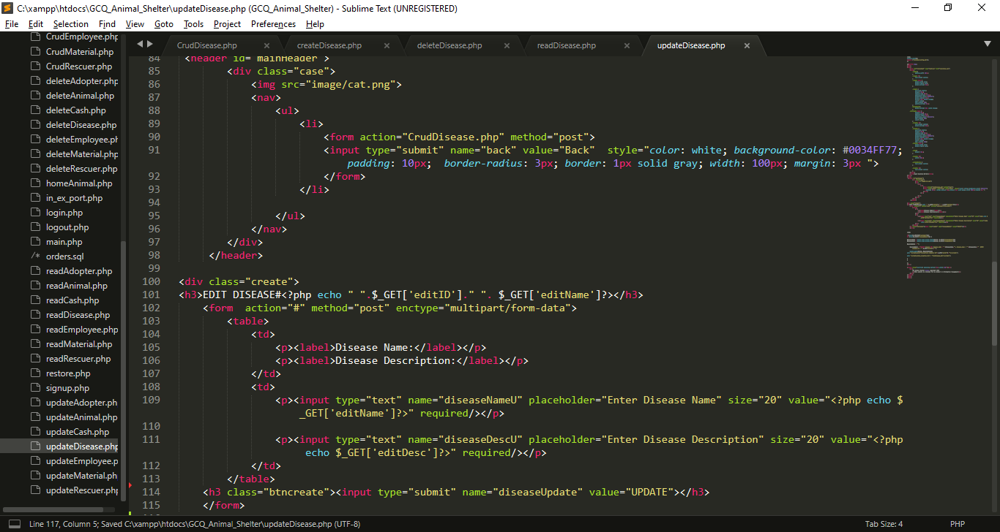 C:\xampp\htdocs\GCQ_Animal_Shelter\updateDisease.php (GCQ_Animal_Shelter) - Sublime Text (UNREGISTERED)
File Edit Selection Find View Goto Tools Project Preferences Help
CrudEmployee.php
CrudMaterial.php
CrudRescuer.php
deleteAdopter.php
deleteAnimal.php
deleteCash.php
deleteDisease.php
deleteEmployee.ph
deleteMaterial.php
deleteRescuer.php
homeAnimal.php
in_ex_port.php
login.php
logout.php
main.php
/* orders.sql
readAdopter.php
readAnimal.php
readCash.php
readDisease.php
readEmployee.php
readMaterial.php
readRescuer.php
restore.php
signup.php
updateAdopter.ph
updateAnimal.php
updateCash.php
updateDisease.php
updateEmployee.p
updateMaterial.ph
updateRescuer.php
CrudDisease.php × createDisease.php × deleteDisease.php × readDisease.php × updateDisease.php ×
84 <header id="mainHeader">
85 <div class="case">
86 <img src="image/cat.png">
87 <nav>
88 <ul>
89 <li>
90 <form action="CrudDisease.php" method="post">
91 <input type="submit" name="back" value="Back"  style="color: white; background-color: #0034FF77;
padding: 10px;  border-radius: 3px; border: 1px solid gray; width: 100px; margin: 3px ">
92 </form>
93 </li>
94
95 </ul>
96 </nav>
97 </div>
98 </header>
99
100 <div class="create">
101 <h3>EDIT DISEASE#<?php echo " ".$_GET['editID']." ". $_GET['editName']?></h3>
102 <form  action="#" method="post" enctype="multipart/form-data">
103 <table>
104 <td>
105 <p><label>Disease Name:</label></p>
106 <p><label>Disease Description:</label></p>
107 </td>
108 <td>
109 <p><input type="text" name="diseaseNameU" placeholder="Enter Disease Name" size="20" value="<?php echo $
_GET['editName']?>" required/></p>
110
111 <p><input type="text" name="diseaseDescU" placeholder="Enter Disease Description" size="20" value="<?php
echo $_GET['editDesc']?>" required/></p>
112 </td>
113 </table>
114 <h3 class="btncreate"><input type="submit" name="diseaseUpdate" value="UPDATE"></h3>
115 </form>
Line 117, Column 5; Saved C:\xampp\htdocs\GCQ_Animal_Shelter\updateDisease.php (UTF-8) Tab Size: 4 PHP